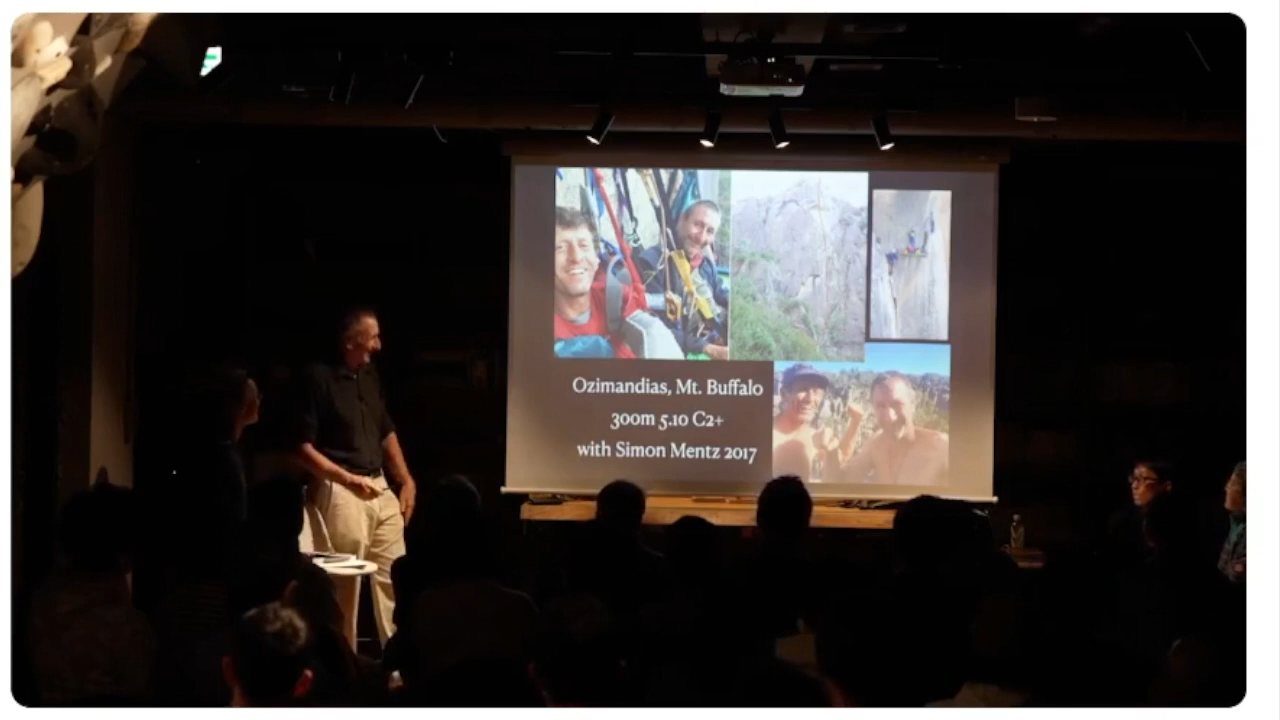 Ozimandias, Mt. Buffalo
300m 5.10 C2+
with Simon Mentz 2017